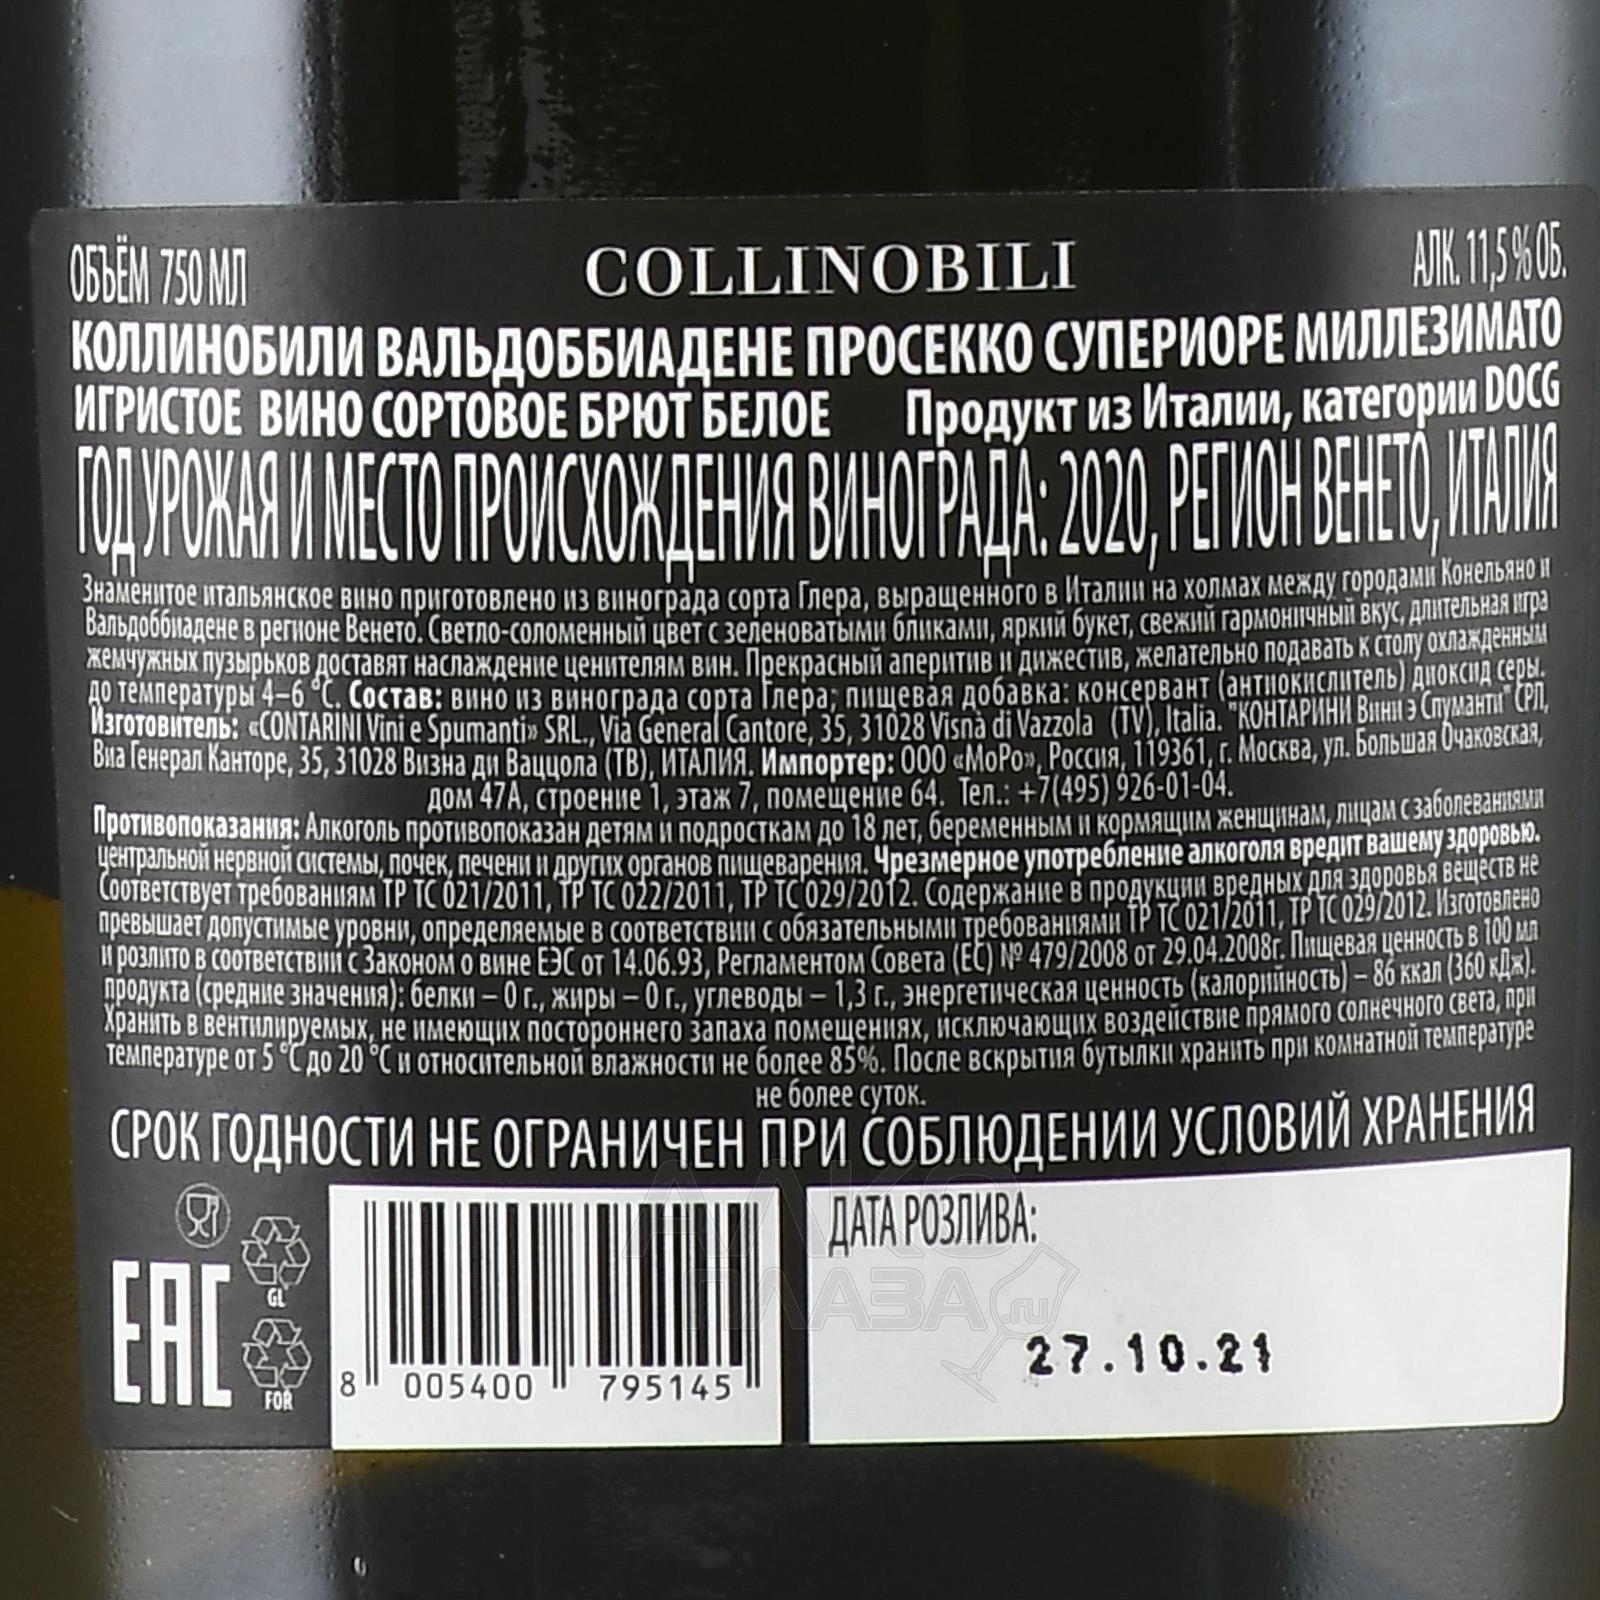 ОБЪЁМ 750 МЛ COLLINOBILI АЛК. 11,5 % ОБ.
КОЛЛИНОБИЛИ ВАЛЬДОББИАДЕНЕ ПРОСЕККО СУПЕРИОРЕ МИЛЛЕЗИМАТО
ИГРИСТОЕ ВИНО СОРТОВОЕ БРЮТ БЕЛОЕ Продукт из Италии, категории DOCG
ГОД УРОЖАЯ И МЕСТО ПРОИСХОЖДЕНИЯ ВИНОГРАДА: 2020, РЕГИОН ВЕНЕТО, ИТАЛИЯ
Знаменитое итальянское вино приготовлено из винограда сорта Глера, выращенного в Италии на холмах между городами Конельяно и
Вальдоббиадене в регионе Венето. Светло-соломенный цвет с зеленоватыми бликами, яркий букет, свежий гармоничный вкус, длительная игра
жемчужных пузырьков доставят наслаждение ценителям вин. Прекрасный аперитив и дижестив, желательно подавать к столу охлажденным
до температуры 4–6 °С. Состав: вино из винограда сорта Глера; пищевая добавка: консервант (антиокислитель) диоксид серы.
Изготовитель: «CONTARINI Vini e Spumanti» SRL., Via General Cantore, 35, 31028 Visnà di Vazzola (TV), Italia. "КОНТАРИНИ Вини э Спуманти" СРЛ,
Виа Генерал Канторе, 35, 31028 Визна ди Ваццола (ТВ), ИТАЛИЯ. Импортер: ООО «МоРо», Россия, 119361, г. Москва, ул. Большая Очаковская,
дом 47А, строение 1, этаж 7, помещение 64. Тел.: +7(495) 926-01-04.
Противопоказания: Алкоголь противопоказан детям и подросткам до 18 лет, беременным и кормящим женщинам, лицам с заболеваниями
центральной нервной системы, почек, печени и других органов пищеварения. Чрезмерное употребление алкоголя вредит вашему здоровью.
Соответствует требованиям ТР ТС 021/2011, ТР ТС 022/2011, ТР ТС 029/2012. Содержание в продукции вредных для здоровья веществ не
превышает допустимые уровни, определяемые в соответствии с обязательными требованиями ТР ТС 021/2011, ТР ТС 029/2012. Изготовлено
и розлито в соответствии с Законом о вине ЕЭС от 14.06.93, Регламентом Совета (ЕС) № 479/2008 от 29.04.2008г. Пищевая ценность в 100 мл
продукта (средние значения): белки – 0 г., жиры – 0 г., углеводы – 1,3 г., энергетическая ценность (калорийность) – 86 ккал (360 кДж).
Хранить в вентилируемых, не имеющих постороннего запаха помещениях, исключающих воздействие прямого солнечного света, при
температуре от 5 °С до 20 °С и относительной влажности не более 85%. После вскрытия бутылки хранить при комнатной температуре
не более суток.
СРОК ГОДНОСТИ НЕ ОГРАНИЧЕН ПРИ СОБЛЮДЕНИИ УСЛОВИЙ ХРАНЕНИЯ
ДАТА РОЗЛИВА:
АЛКО
ПЛАЗА.ru
EAC
GL
FOR
27.10.21
8 005400 795145